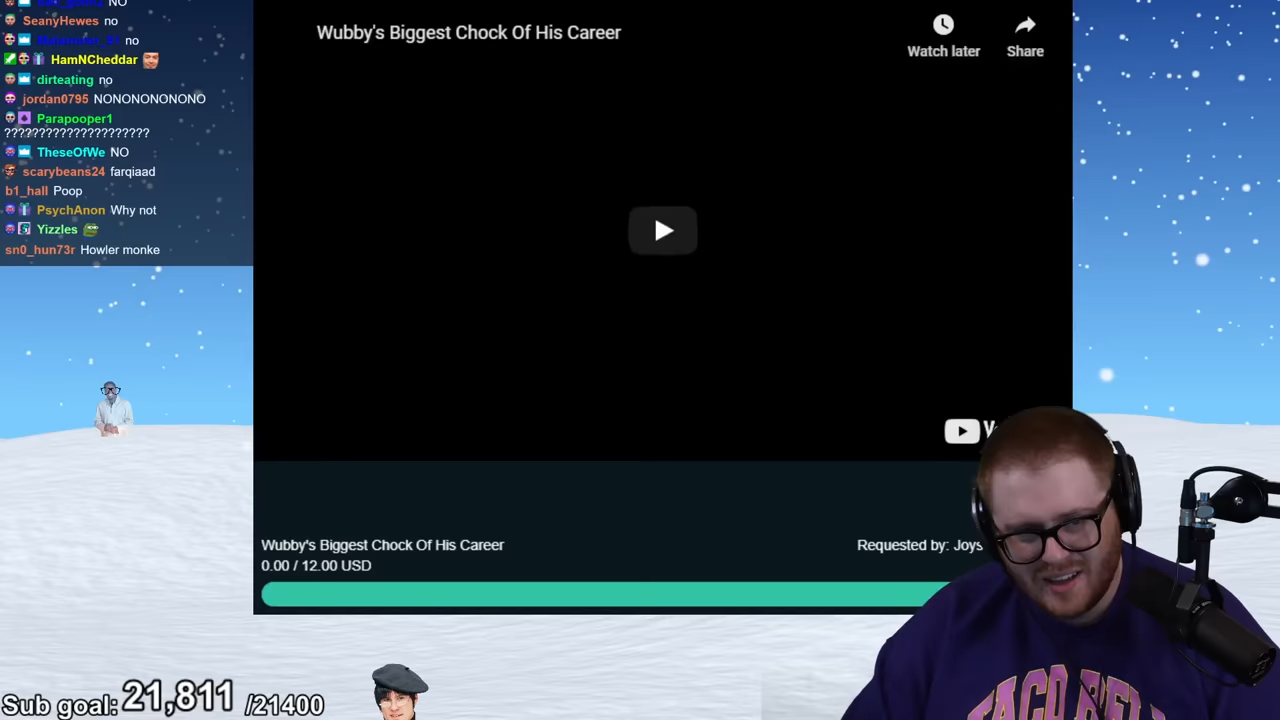 NO
SeanyHewes no
no
HamNCheddar
dirteating no
jordan0795 NONONONONONO
Parapooper1
????????????????????
TheseOfWe NO
scarybeans24 farqiaad
b1_hall Poop
PsychAnon Why not
Yizzles
sn0_hun73r Howler monke
Wubby's Biggest Chock Of His Career
Watch later
Share
Wubby's Biggest Chock Of His Career
Requested by: Joys
0.00 / 12.00 USD
TACO BELL
Sub goal: 21,811 /21400